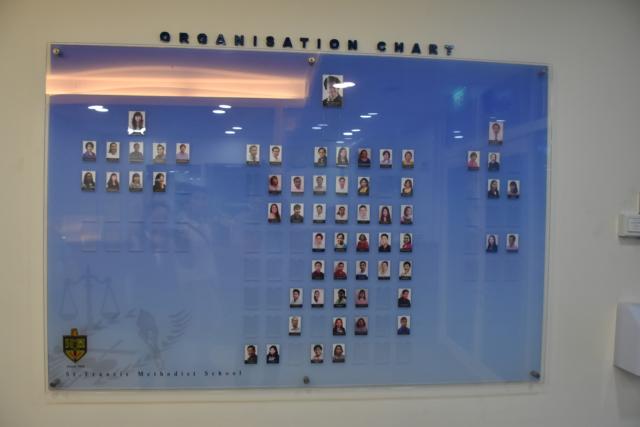 ORGANISATION CHART
St. Francis Methodist School